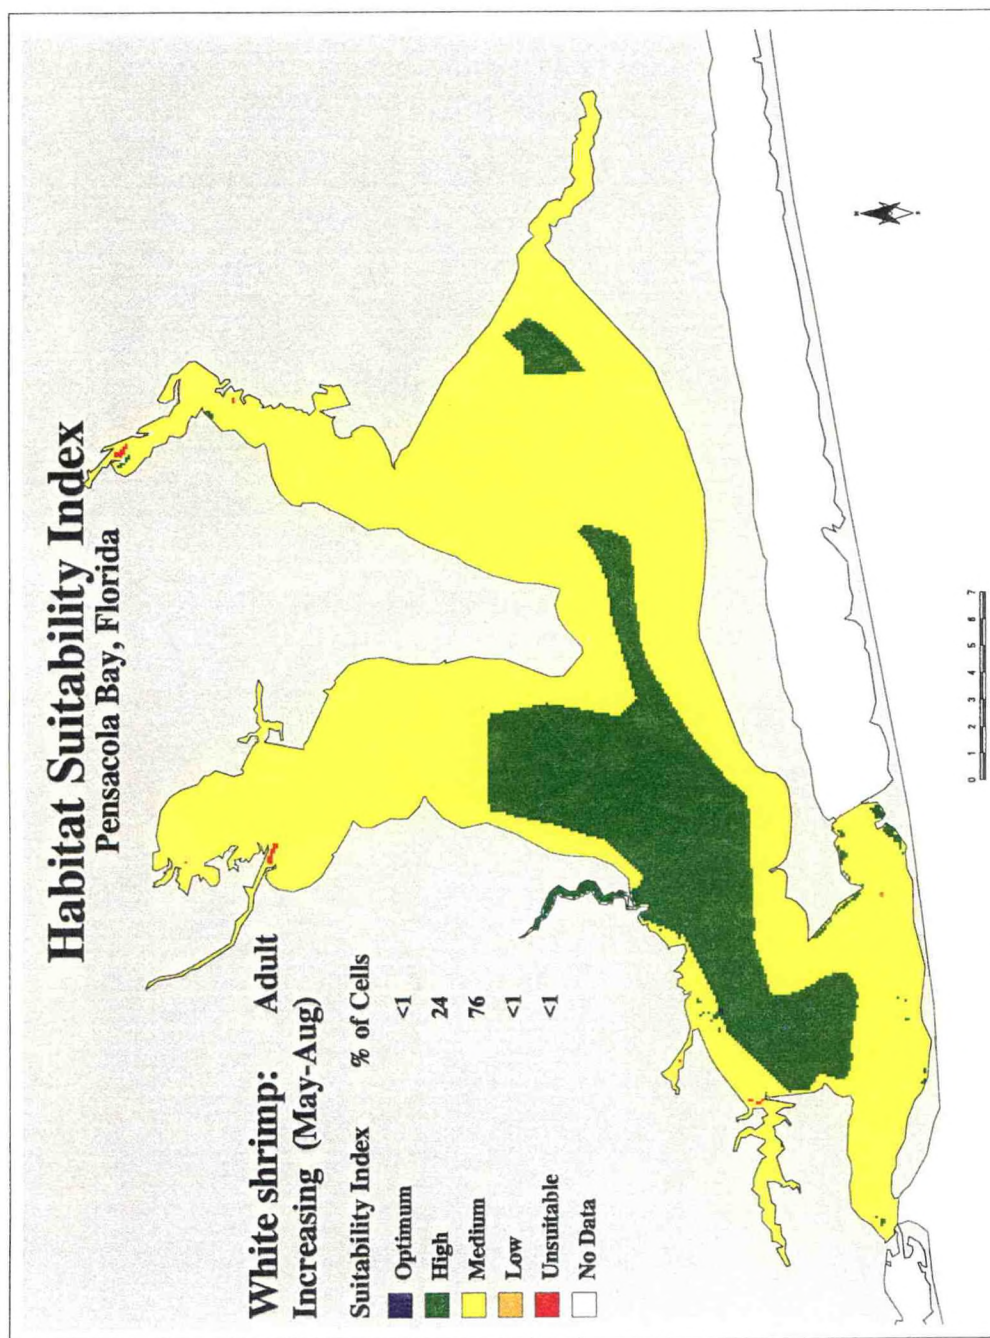 Habitat Suitability Index
Pensacola Bay, Florida
White shrimp: Adult
Increasing (May-Aug)
Suitability Index % of Cells
Optimum <1
High 24
Medium 76
Low <1
Unsuitable <1
No Data
0 1 2 3 4 5 6 7